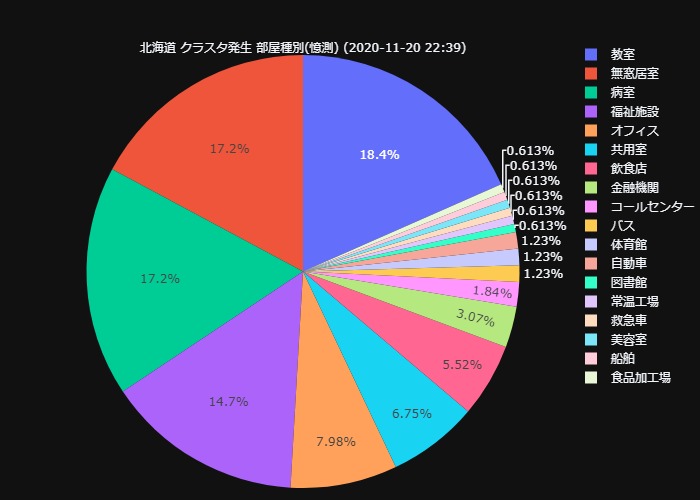 北海道 クラスタ発生 部屋種別(憶測) (2020-11-20 22:39)
18.4%
17.2%
17.2%
14.7%
7.98%
6.75%
5.52%
3.07%
1.84%
1.23%
1.23%
1.23%
0.613%
0.613%
0.613%
0.613%
0.613%
0.613%
教室
無窓居室
病室
福祉施設
オフィス
共用室
飲食店
金融機関
コールセンター
バス
体育館
自動車
図書館
常温工場
救急車
美容室
船舶
食品加工場